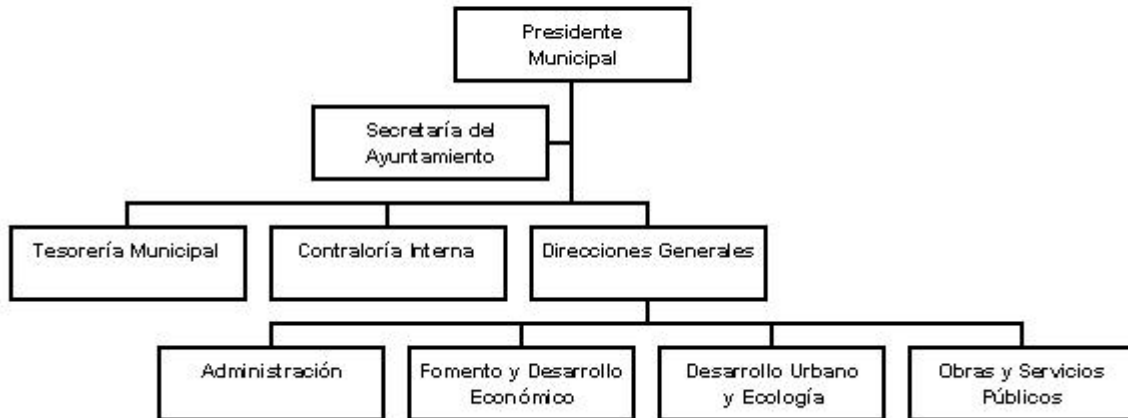 Presidente
Municipal
Secretaría del
Ayuntamiento
Tesorería Municipal
Contraloría Interna
Direcciones Generales
Administración
Fomento y Desarrollo
Económico
Desarrollo Urbano
y Ecología
Obras y Servicios
Públicos